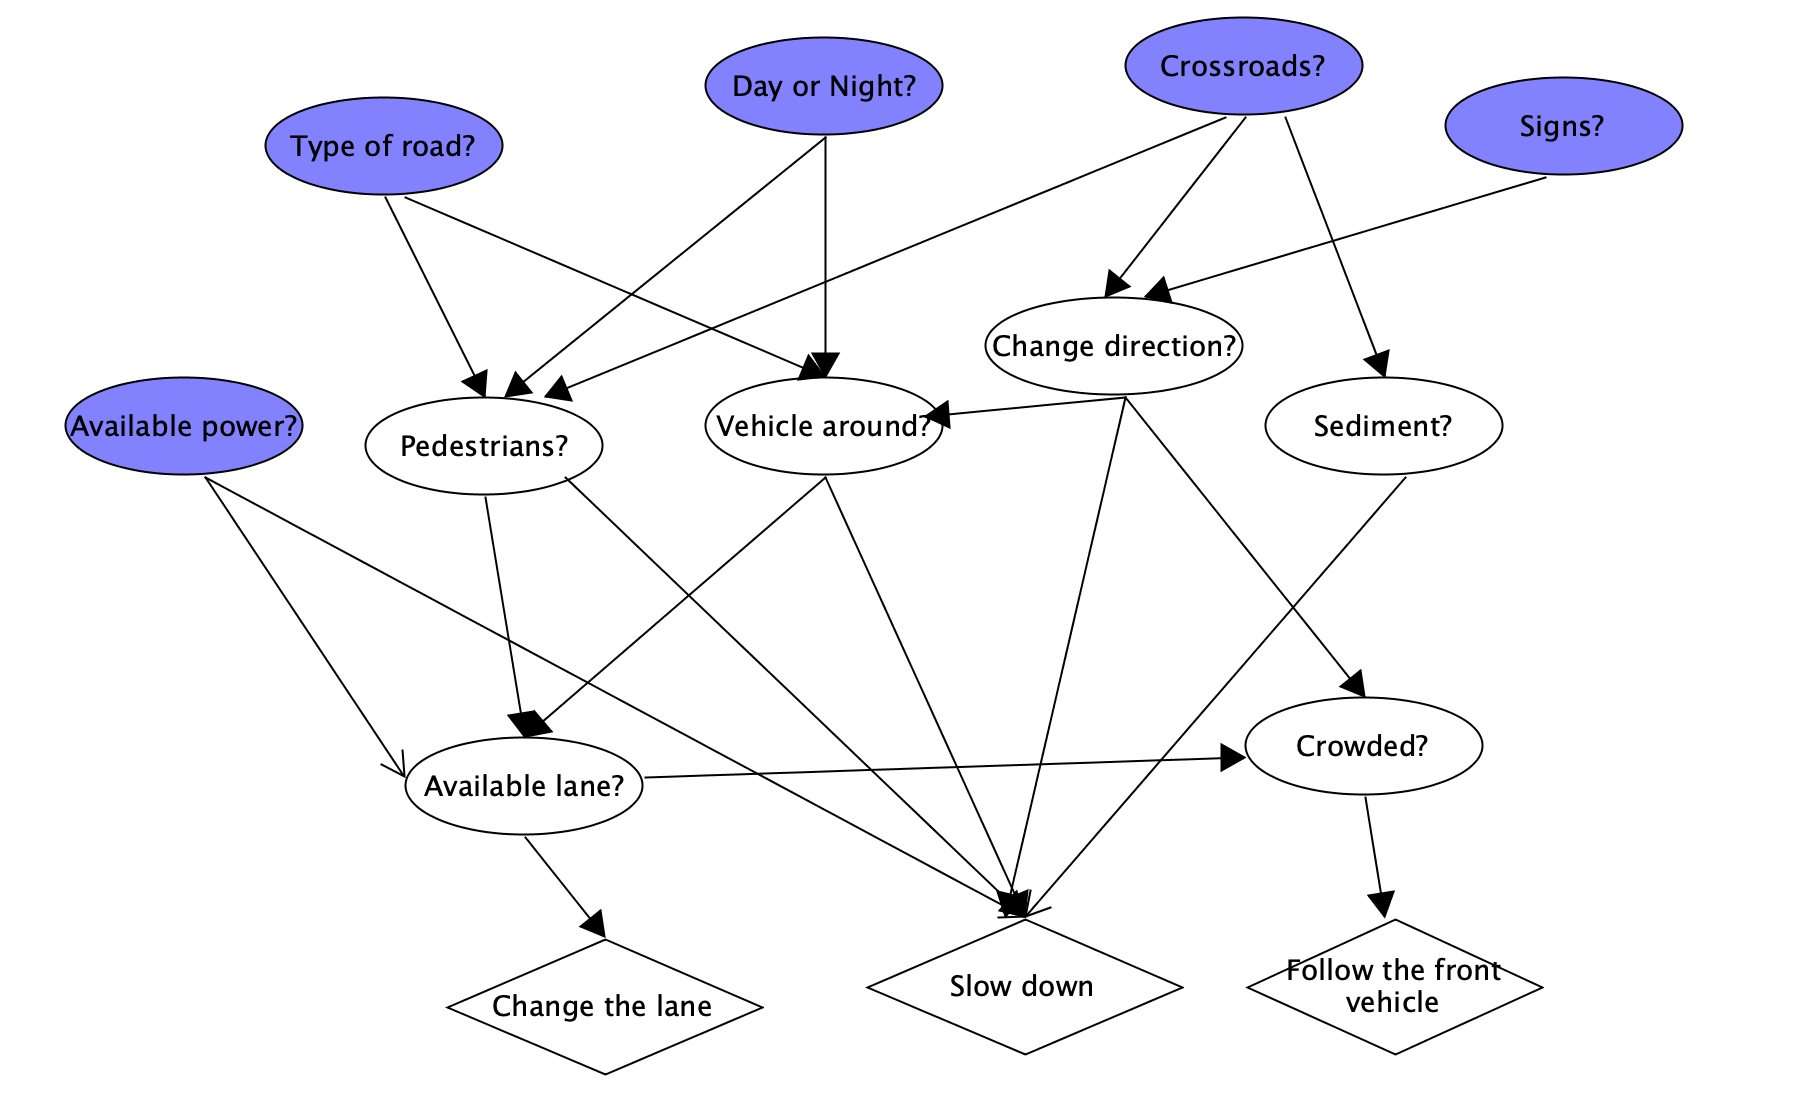 Crossroads?
Day or Night?
Signs?
Type of road?
Change direction?
Available power?
Pedestrians?
Vehicle around?
Sediment?
Crowded?
Available lane?
Change the lane
Slow down
Follow the front
vehicle